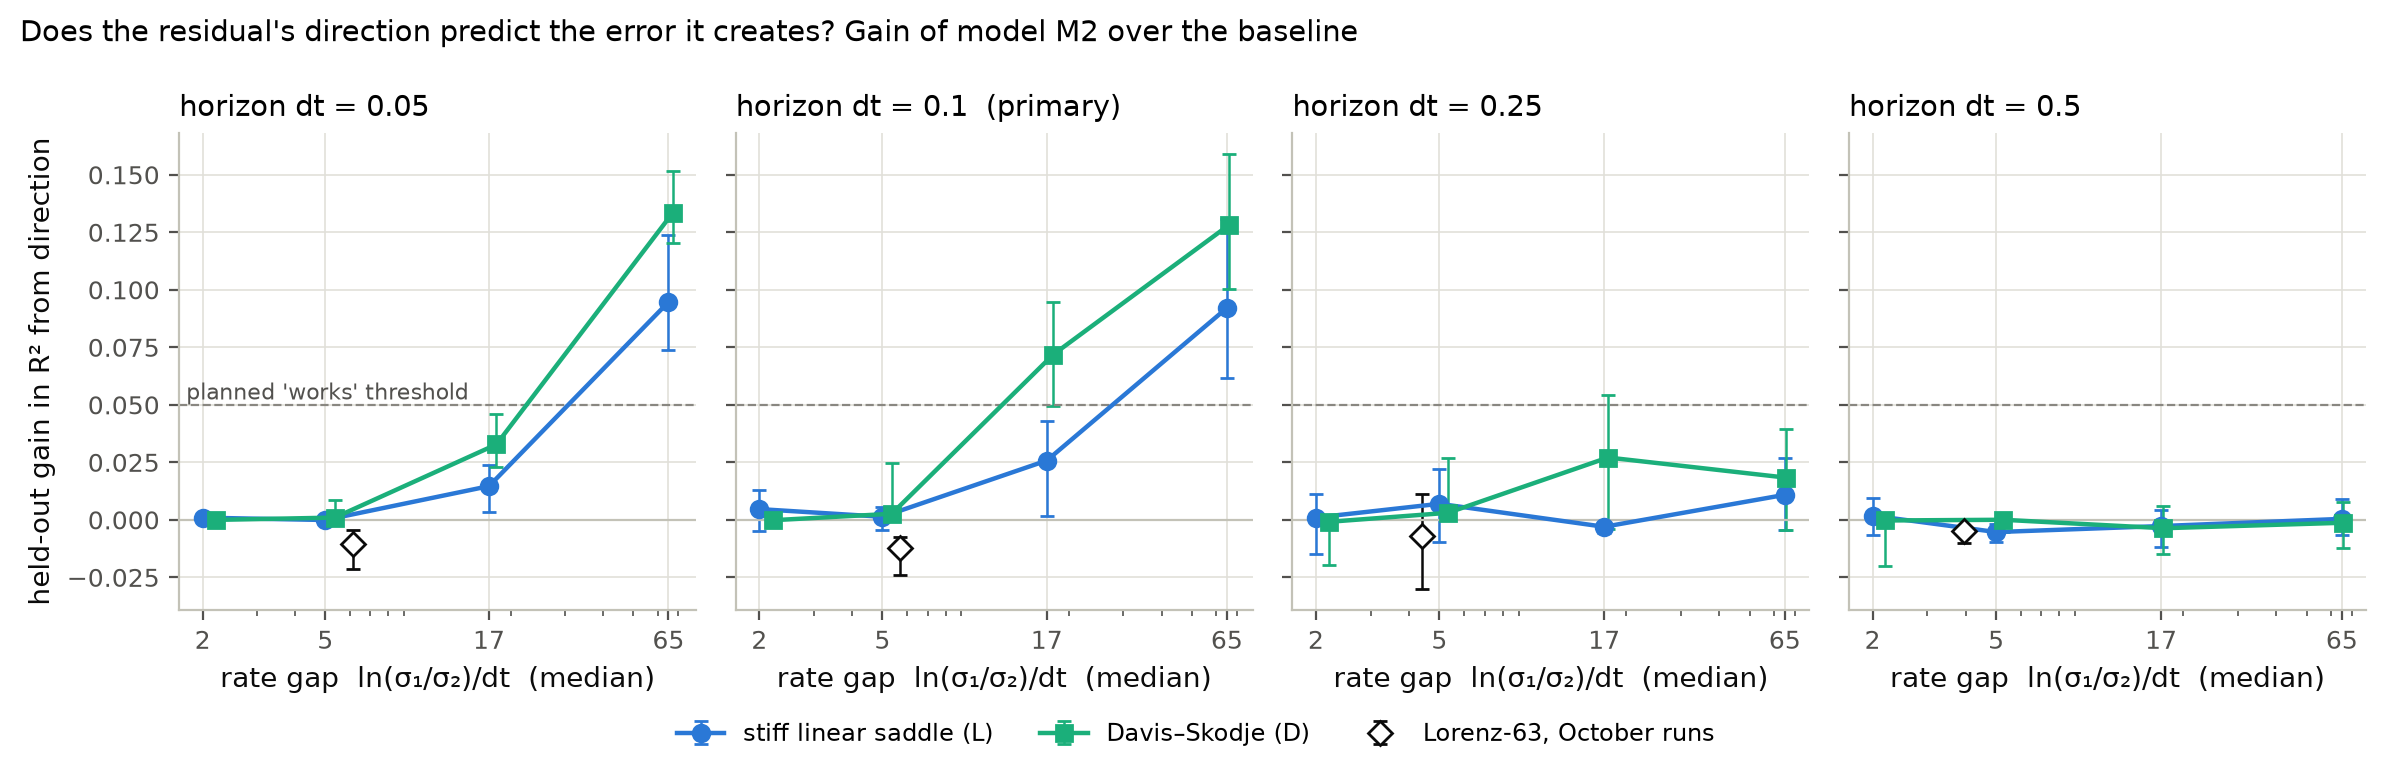 Does the residual's direction predict the error it creates? Gain of model M2 over the baseline
horizon dt = 0.05
horizon dt = 0.1  (primary)
horizon dt = 0.25
horizon dt = 0.5
held-out gain in R² from direction
0.150
0.125
0.100
0.075
0.050
0.025
0.000
−0.025
planned 'works' threshold
2 5 17 65
2 5 17 65
2 5 17 65
2 5 17 65
rate gap  ln(σ₁/σ₂)/dt  (median)
rate gap  ln(σ₁/σ₂)/dt  (median)
rate gap  ln(σ₁/σ₂)/dt  (median)
rate gap  ln(σ₁/σ₂)/dt  (median)
stiff linear saddle (L)
Davis–Skodje (D)
Lorenz-63, October runs